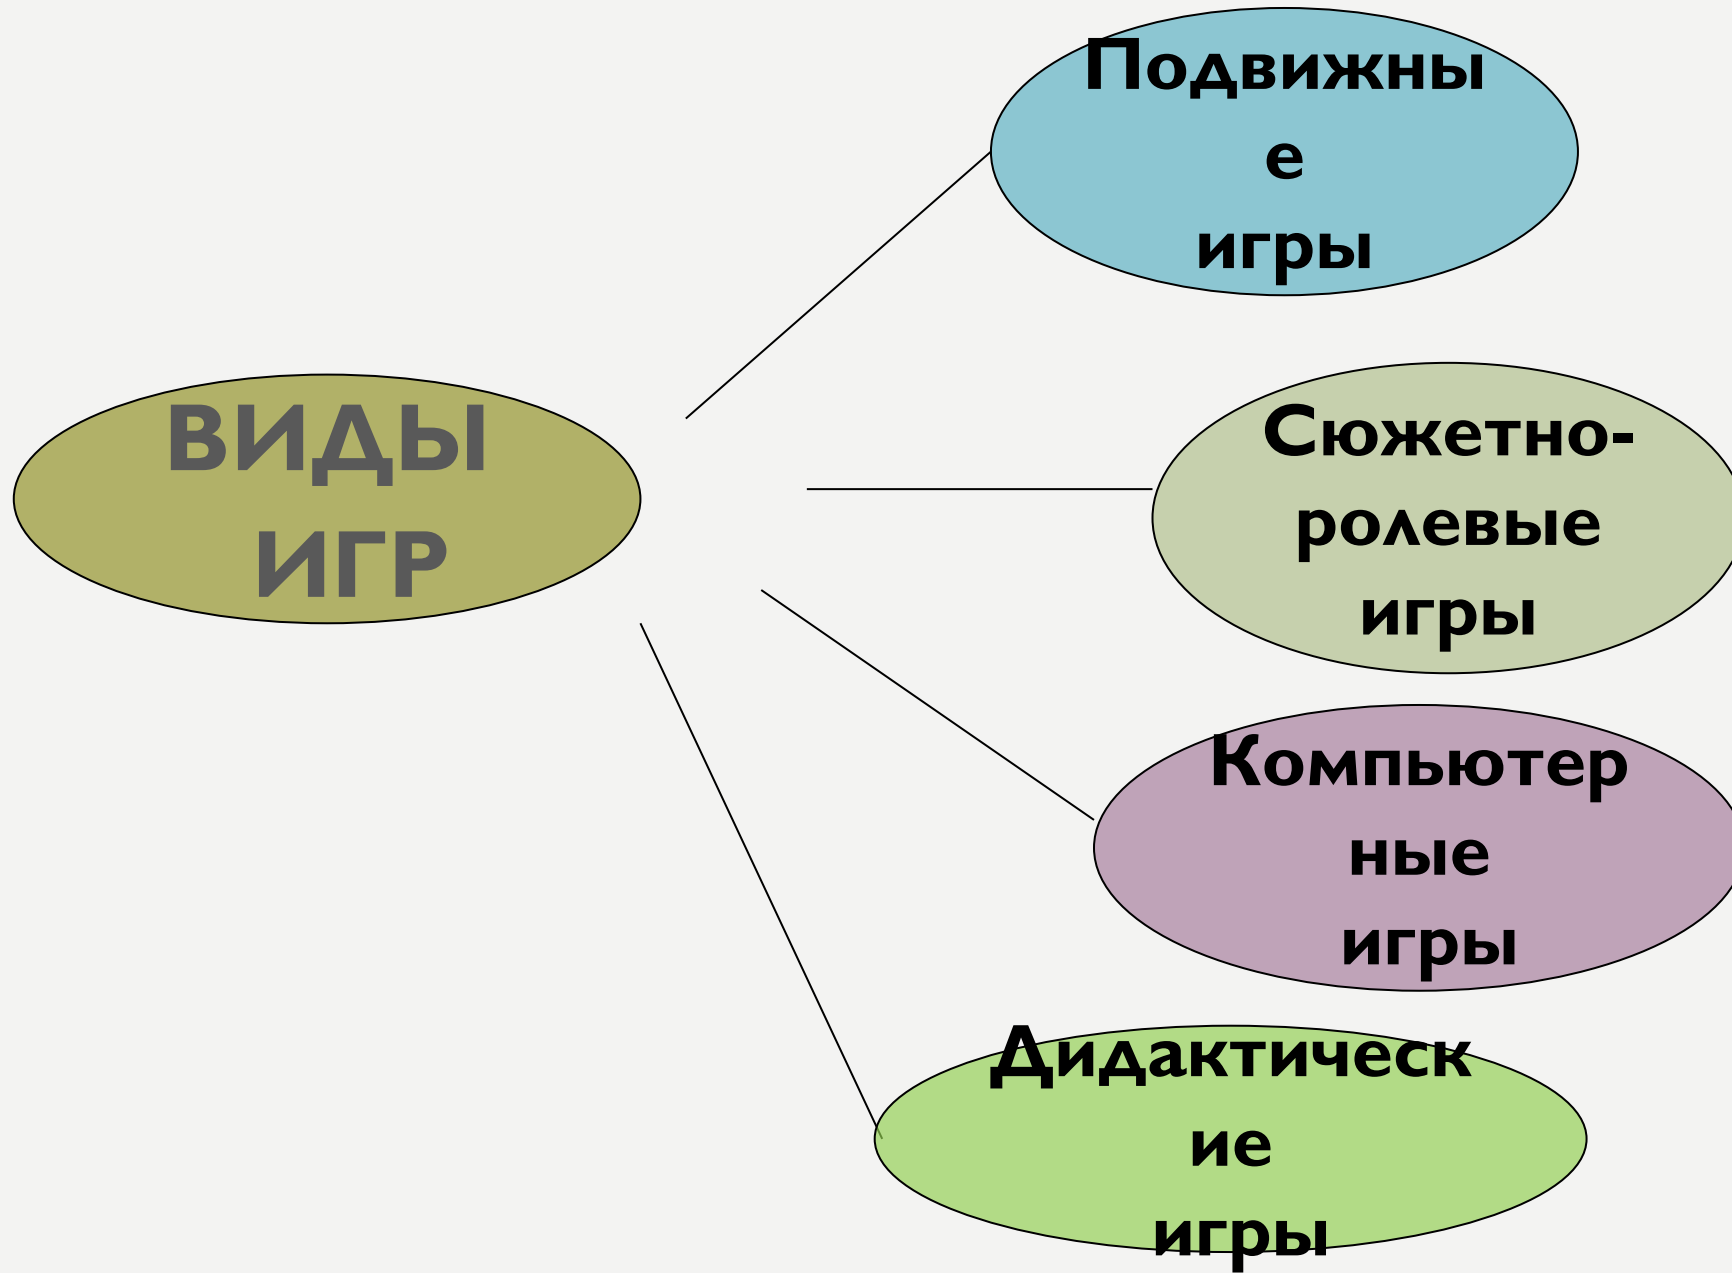 ВИДЫ
ИГР
Подвижны
е
игры
Сюжетно-
ролевые
игры
Компьютер
ные
игры
Дидактическ
ие
игры